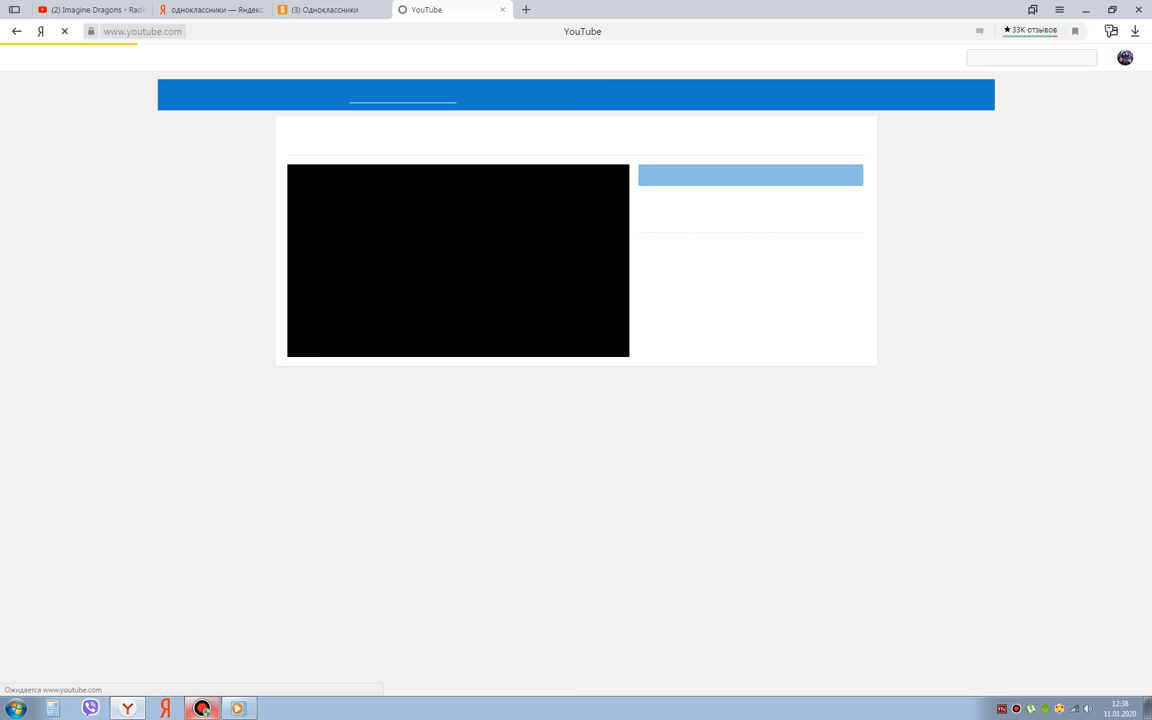 (2) Imagine Dragons - Radi
одноклассники — Яндекс
(3) Одноклассники
YouTube
www.youtube.com
YouTube
★ 33К отзывов
Ожидается www.youtube.com
12:38
11.01.2020